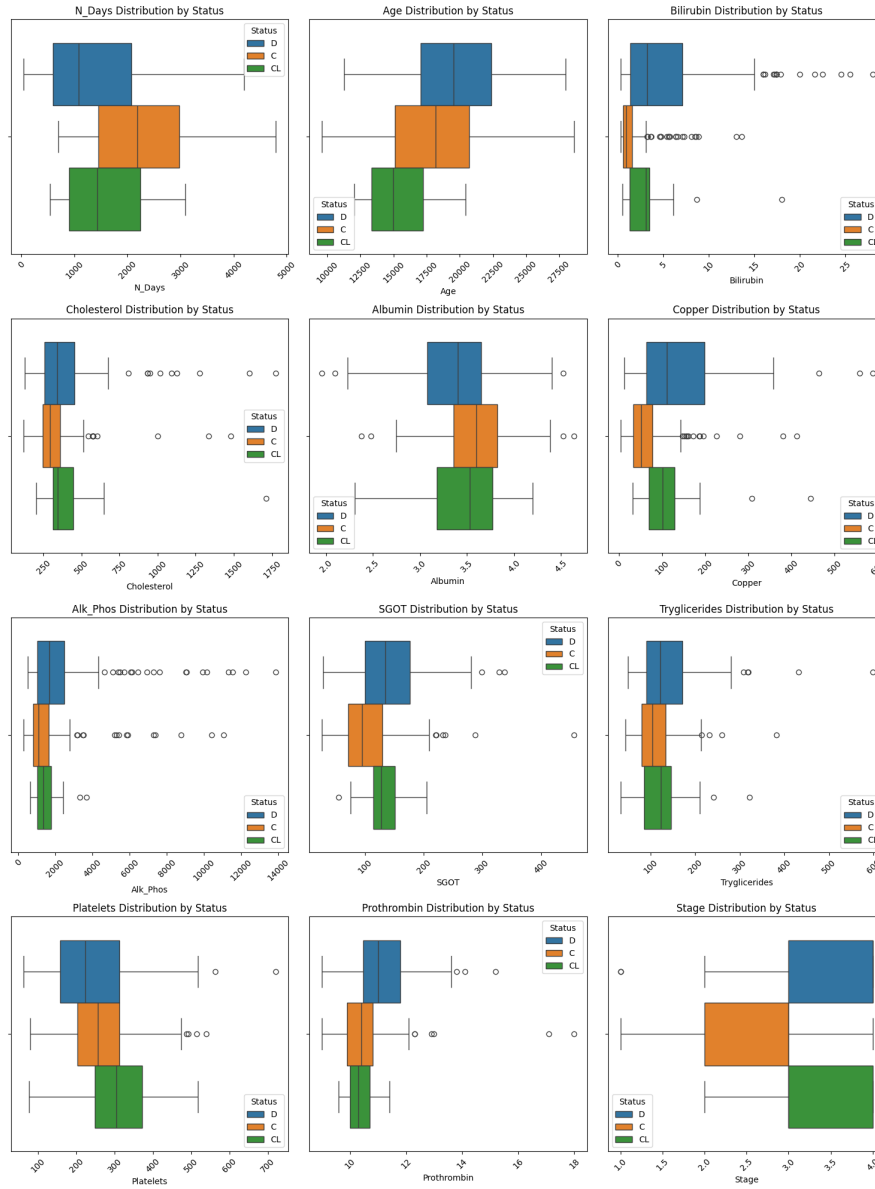 N_Days Distribution by Status
Status
D
C
CL
0 1000 2000 3000 4000 5000
N_Days
Age Distribution by Status
Status
D
C
CL
10000 12500 15000 17500 20000 22500 25000 27500
Age
Bilirubin Distribution by Status
Status
D
C
CL
0 5 10 15 20 25
Bilirubin
Cholesterol Distribution by Status
Status
D
C
CL
250 500 750 1000 1250 1500 1750
Cholesterol
Albumin Distribution by Status
Status
D
C
CL
2.0 2.5 3.0 3.5 4.0 4.5
Albumin
Copper Distribution by Status
Status
D
C
CL
0 100 200 300 400 500
Copper
Alk_Phos Distribution by Status
Status
D
C
CL
0 2000 4000 6000 8000 10000 12000 14000
Alk_Phos
SGOT Distribution by Status
Status
D
C
CL
100 200 300 400
SGOT
Tryglicerides Distribution by Status
Status
D
C
CL
100 200 300 400 500 600
Tryglicerides
Platelets Distribution by Status
Status
D
C
CL
100 200 300 400 500 600 700
Platelets
Prothrombin Distribution by Status
Status
D
C
CL
10 12 14 16 18
Prothrombin
Stage Distribution by Status
Status
D
C
CL
1.0 1.5 2.0 2.5 3.0 3.5 4.0
Stage